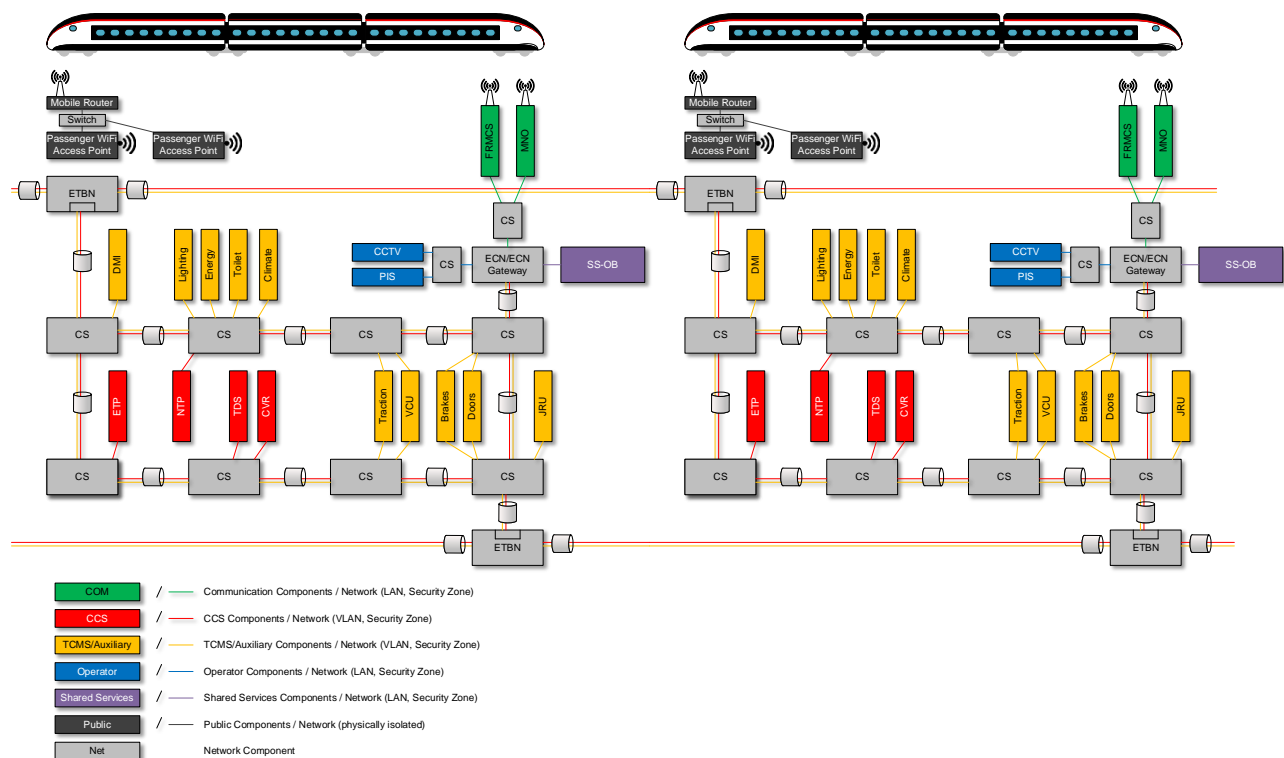 Mobile Router
Switch
Passenger WiFi
Access Point
Passenger WiFi
Access Point
FRMCS
MNO
ETBN
CS
DMI
Lighting
Energy
Toilet
Climate
CCTV
PIS
CS
ECN/ECN
Gateway
SS-OB
CS
CS
CS
CS
ETP
NTP
TDS
CVR
Traction
VCU
Brakes
Doors
JRU
CS
CS
CS
CS
ETBN
Mobile Router
Switch
Passenger WiFi
Access Point
Passenger WiFi
Access Point
FRMCS
MNO
ETBN
CS
DMI
Lighting
Energy
Toilet
Climate
CCTV
PIS
CS
ECN/ECN
Gateway
SS-OB
CS
CS
CS
CS
ETP
NTP
TDS
CVR
Traction
VCU
Brakes
Doors
JRU
CS
CS
CS
CS
ETBN
COM / Communication Components / Network (LAN, Security Zone)
CCS / CCS Components / Network (VLAN, Security Zone)
TCMS/Auxiliary / TCMS/Auxiliary Components / Network (VLAN, Security Zone)
Operator / Operator Components / Network (LAN, Security Zone)
Shared Services / Shared Services Components / Network (LAN, Security Zone)
Public / Public Components / Network (physically isolated)
Net Network Component